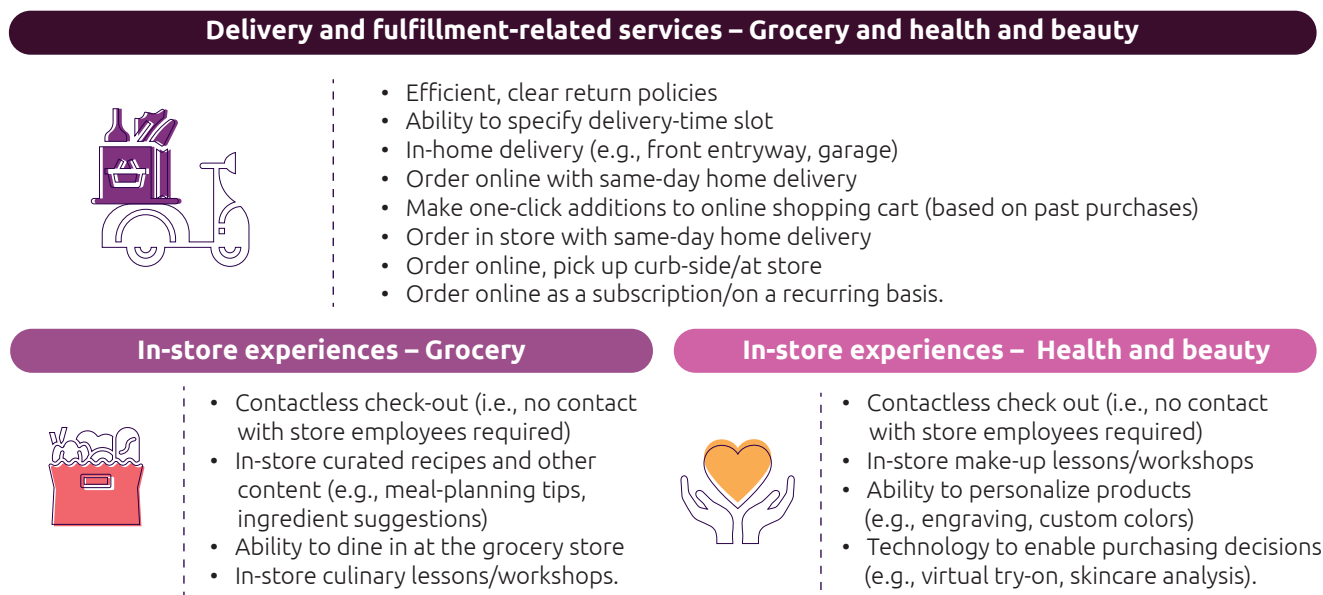 Delivery and fulfillment-related services – Grocery and health and beauty
• Efficient, clear return policies
• Ability to specify delivery-time slot
• In-home delivery (e.g., front entryway, garage)
• Order online with same-day home delivery
• Make one-click additions to online shopping cart (based on past purchases)
• Order in store with same-day home delivery
• Order online, pick up curb-side/at store
• Order online as a subscription/on a recurring basis.
In-store experiences – Grocery
• Contactless check-out (i.e., no contact
with store employees required)
• In-store curated recipes and other
content (e.g., meal-planning tips,
ingredient suggestions)
• Ability to dine in at the grocery store
• In-store culinary lessons/workshops.
In-store experiences – Health and beauty
• Contactless check out (i.e., no contact
with store employees required)
• In-store make-up lessons/workshops
• Ability to personalize products
(e.g., engraving, custom colors)
• Technology to enable purchasing decisions
(e.g., virtual try-on, skincare analysis).